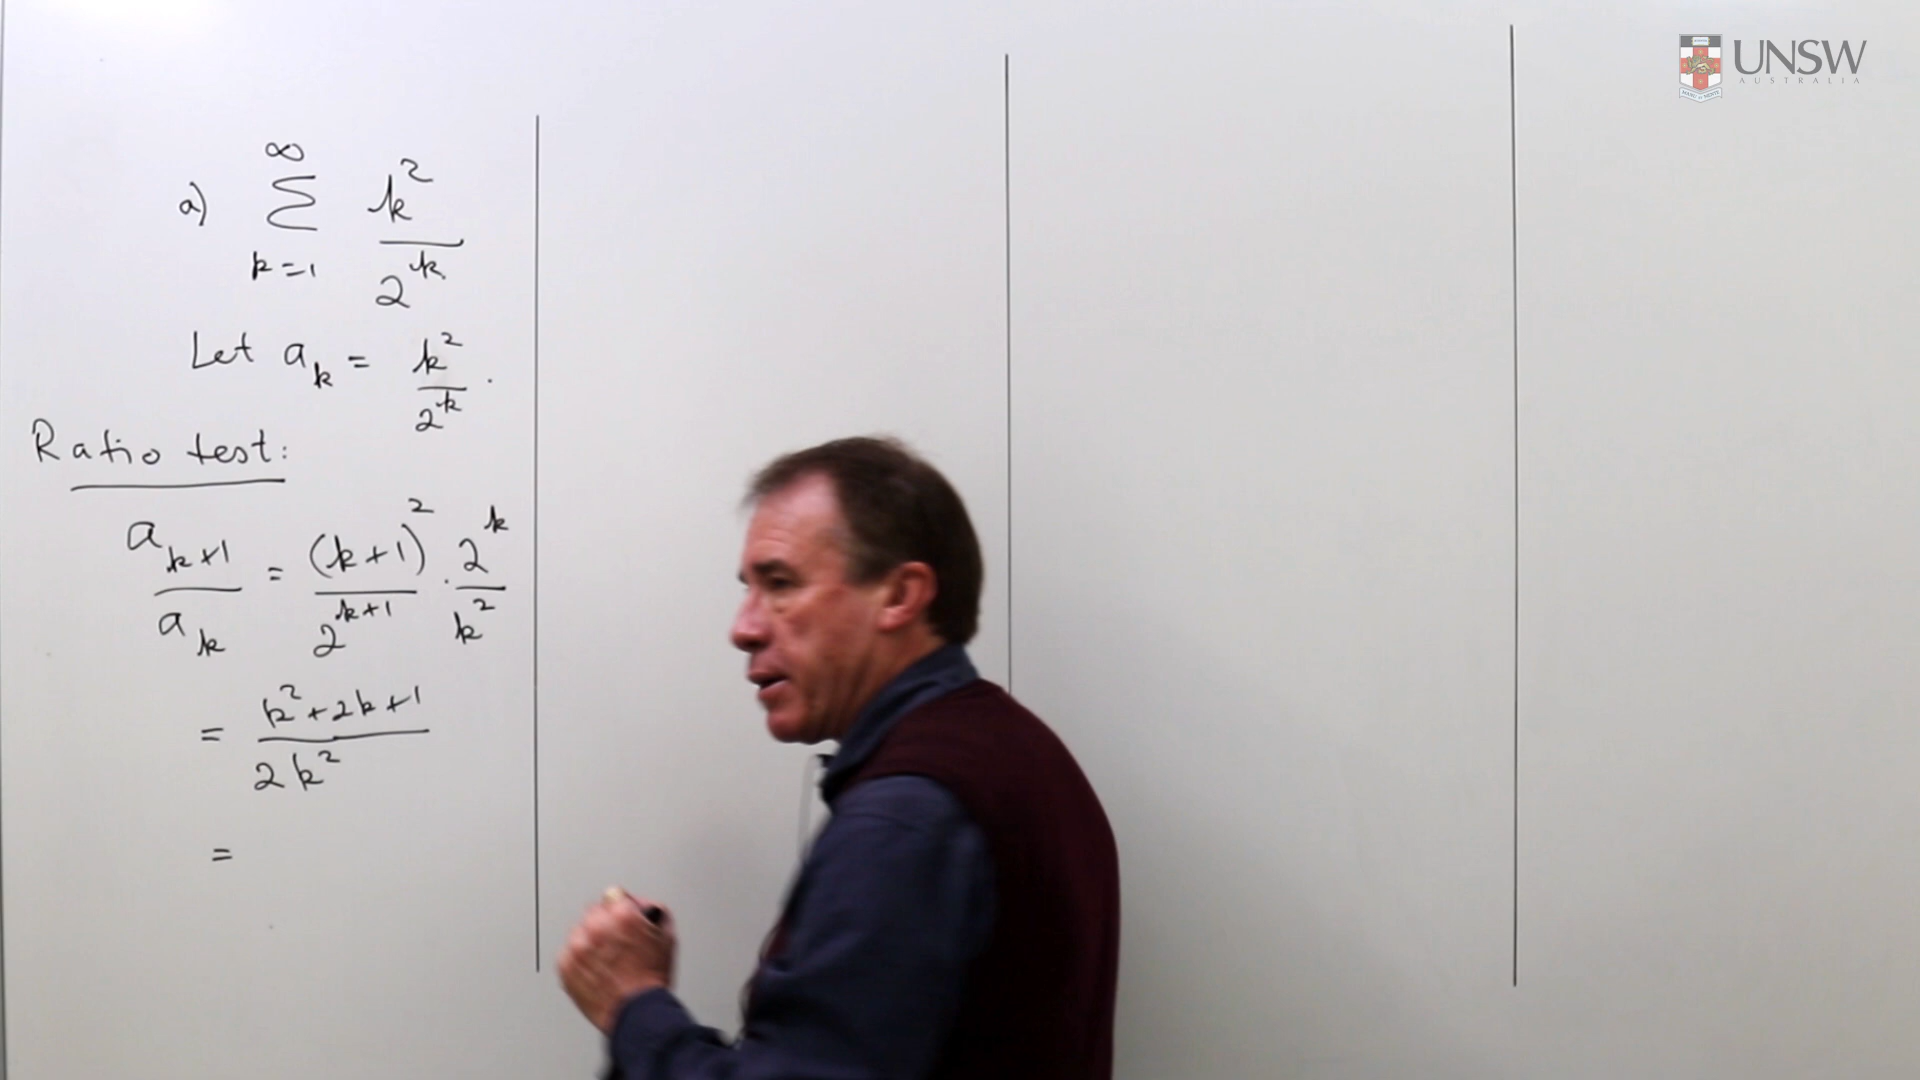 a) ∞ Σ k=1 k² / 2^k
Let a_k = k² / 2^k .
Ratio test:
a_{k+1} / a_k = (k+1)² / 2^{k+1} · 2^k / k²
= k²+2k+1 / 2k²
=
UNSW
AUSTRALIA